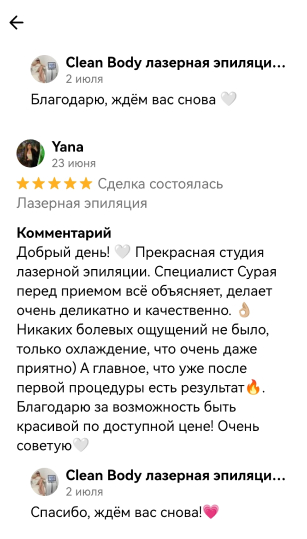 Clean Body лазерная эпиляци...
2 июля
Благодарю, ждём вас снова 🤍
Yana
23 июня
★★★★★ Сделка состоялась
Лазерная эпиляция
Комментарий
Добрый день! 🤍 Прекрасная студия
лазерной эпиляции. Специалист Сурая
перед приемом всё объясняет, делает
очень деликатно и качественно. 👌🏼
Никаких болевых ощущений не было,
только охлаждение, что очень даже
приятно) А главное, что уже после
первой процедуры есть результат🔥.
Благодарю за возможность быть
красивой по доступной цене! Очень
советую🤍
Clean Body лазерная эпиляци...
2 июля
Спасибо, ждём вас снова!💗